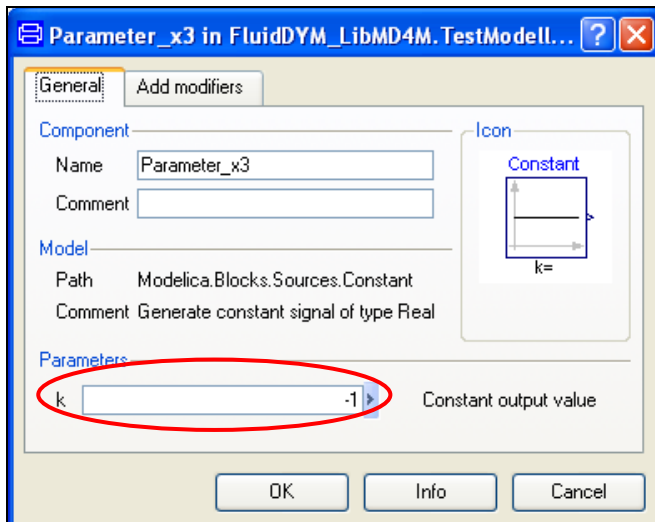 Parameter_x3 in FluidDYM_LibMD4M.TestModell...
General Add modifiers
Component
Name Parameter_x3
Comment
Icon
Constant
k=
Model
Path Modelica.Blocks.Sources.Constant
Comment Generate constant signal of type Real
Parameters
k -1 Constant output value
OK Info Cancel